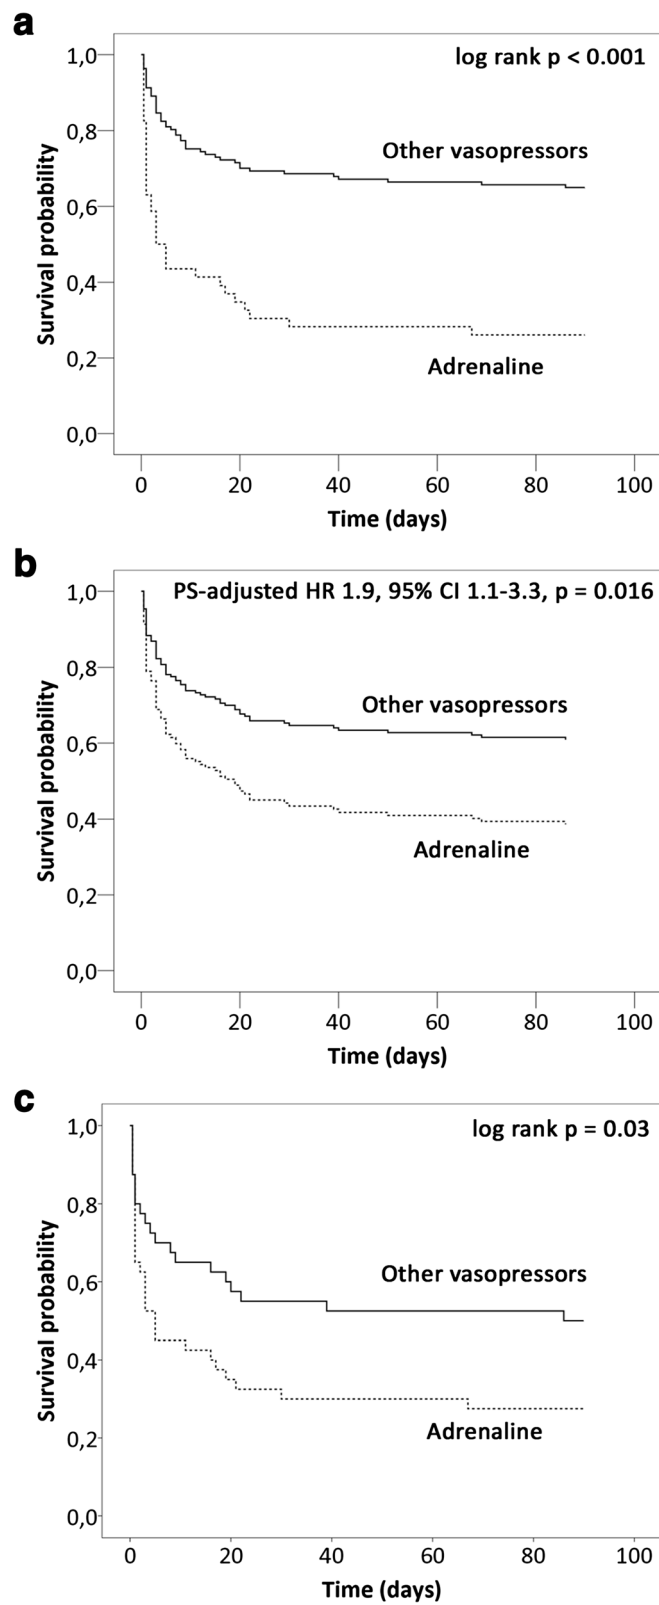 a
log rank p < 0.001
Other vasopressors
Adrenaline
Survival probability
1,0
0,8
0,6
0,4
0,2
0,0
0 20 40 60 80 100
Time (days)
b
PS-adjusted HR 1.9, 95% CI 1.1-3.3, p = 0.016
Other vasopressors
Adrenaline
Survival probability
1,0
0,8
0,6
0,4
0,2
0,0
0 20 40 60 80 100
Time (days)
c
log rank p = 0.03
Other vasopressors
Adrenaline
Survival probability
1,0
0,8
0,6
0,4
0,2
0,0
0 20 40 60 80 100
Time (days)